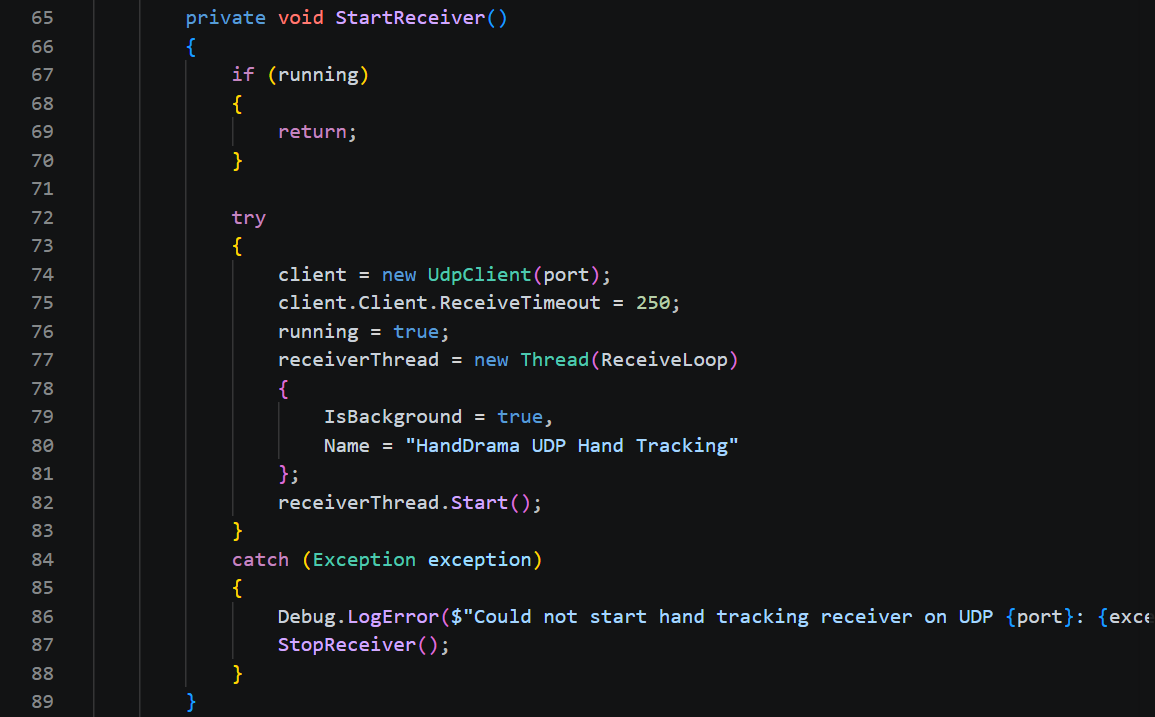 65 private void StartReceiver()
66 {
67 if (running)
68 {
69 return;
70 }
71
72 try
73 {
74 client = new UdpClient(port);
75 client.Client.ReceiveTimeout = 250;
76 running = true;
77 receiverThread = new Thread(ReceiveLoop)
78 {
79 IsBackground = true,
80 Name = "HandDrama UDP Hand Tracking"
81 };
82 receiverThread.Start();
83 }
84 catch (Exception exception)
85 {
86 Debug.LogError($"Could not start hand tracking receiver on UDP {port}: {exce
87 StopReceiver();
88 }
89 }